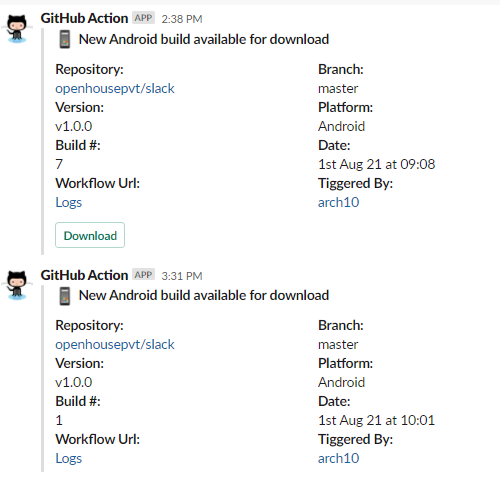 GitHub Action APP 2:38 PM
New Android build available for download
Repository: Branch:
openhousepvt/slack master
Version: Platform:
v1.0.0 Android
Build #: Date:
7 1st Aug 21 at 09:08
Workflow Url: Tiggered By:
Logs arch10
Download
GitHub Action APP 3:31 PM
New Android build available for download
Repository: Branch:
openhousepvt/slack master
Version: Platform:
v1.0.0 Android
Build #: Date:
1 1st Aug 21 at 10:01
Workflow Url: Tiggered By:
Logs arch10